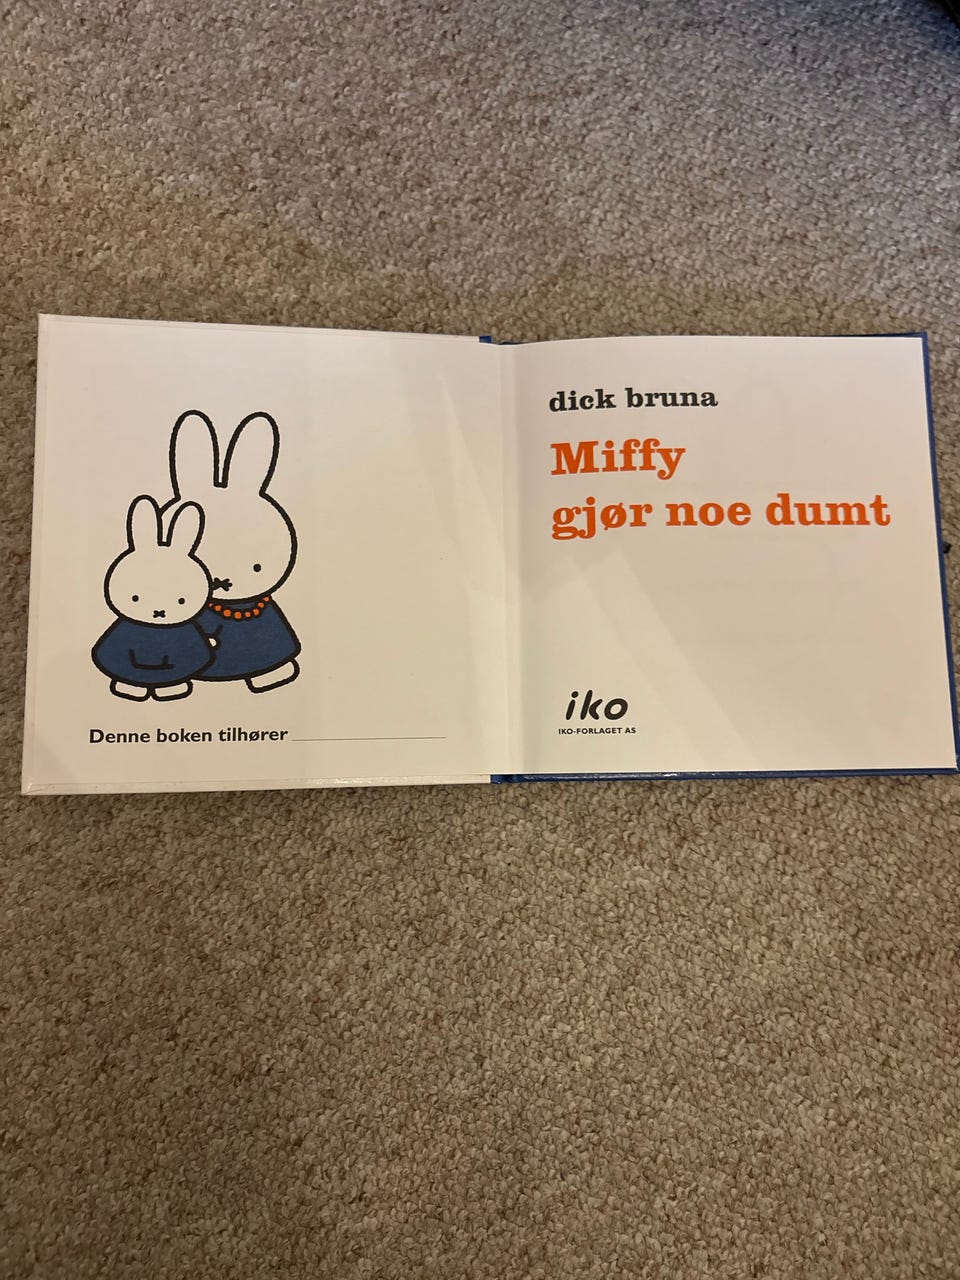 Denne boken tilhører
dick bruna
Miffy
gjør noe dumt
iko
IKO-FORLAGET AS